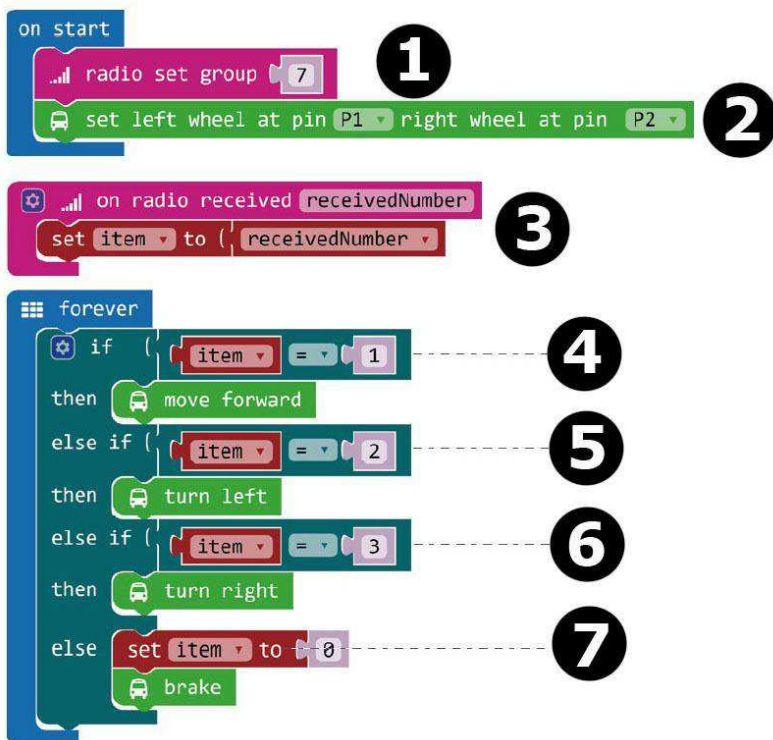 on start
radio set group 7
1
set left wheel at pin P1 right wheel at pin P2
2
on radio received receivedNumber
set item to ( receivedNumber
3
forever
if ( item = 1
4
then move forward
else if ( item = 2
5
then turn left
else if ( item = 3
6
then turn right
else set item to 0
7
brake